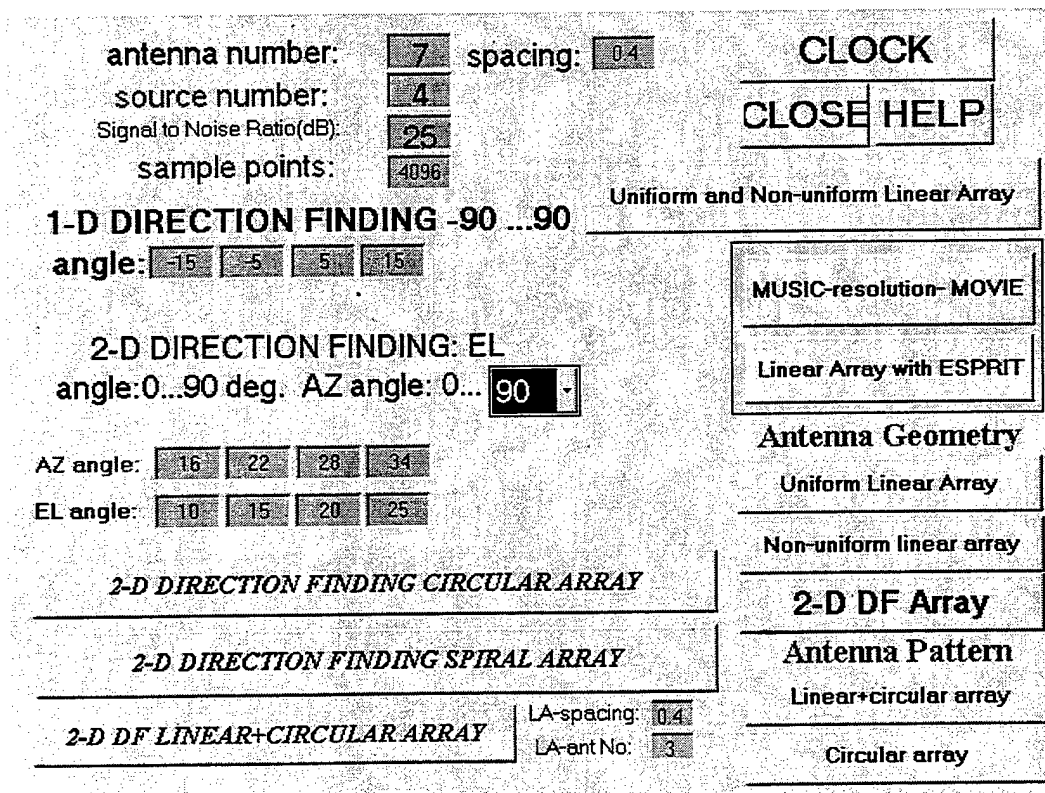 antenna number: 7 spacing: 0.4
source number: 4
Signal to Noise Ratio(dB): 25
sample points: 4096
CLOCK
CLOSE HELP
Unifiorm and Non-uniform Linear Array
1-D DIRECTION FINDING -90 ...90
angle: -15 -5 5 15
MUSIC-resolution- MOVIE
Linear Array with ESPRIT
2-D DIRECTION FINDING: EL
angle:0...90 deg. AZ angle: 0... 90
AZ angle: 16 22 28 34
EL angle: 10 15 20 25
Antenna Geometry
Uniform Linear Array
Non-uniform linear array
2-D DF Array
Antenna Pattern
Linear+circular array
Circular array
2-D DIRECTION FINDING CIRCULAR ARRAY
2-D DIRECTION FINDING SPIRAL ARRAY
2-D DF LINEAR+CIRCULAR ARRAY
LA-spacing: 0.4
LA-ant No: 3